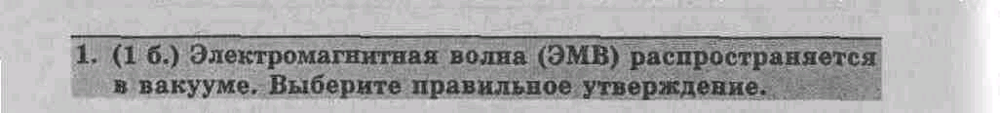 1. (1 б.) Электромагнитная волна (ЭМВ) распространяется
в вакууме. Выберите правильное утверждение.